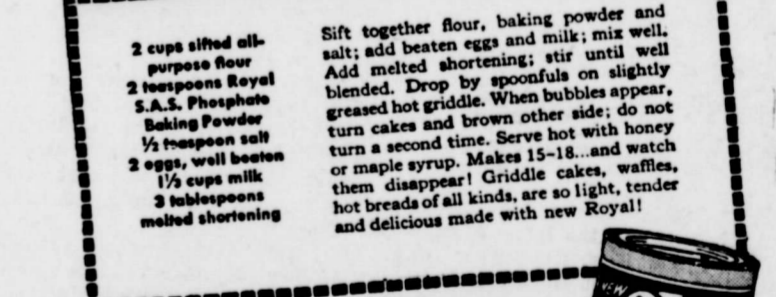 2 cups sifted all-
purpose flour
2 teaspoons Royal
S.A.S. Phosphate
Baking Powder
½ teaspoon salt
2 eggs, well beaten
1⅓ cups milk
3 tablespoons
melted shortening
Sift together flour, baking powder and
salt; add beaten eggs and milk; mix well.
Add melted shortening; stir until well
blended. Drop by spoonfuls on slightly
greased hot griddle. When bubbles appear,
turn cakes and brown other side; do not
turn a second time. Serve hot with honey
or maple syrup. Makes 15-18...and watch
them disappear! Griddle cakes, waffles,
hot breads of all kinds, are so light, tender
and delicious made with new Royal!
NEW